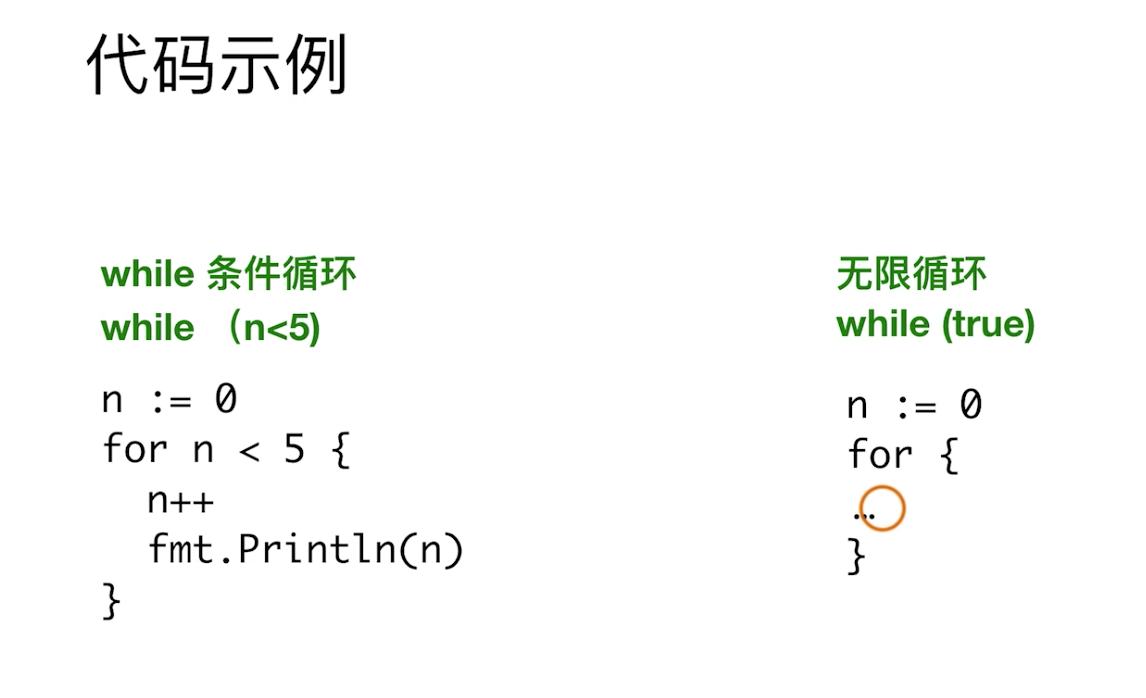 代码示例
while 条件循环
while （n<5)
n := 0
for n < 5 {
n++
fmt.Println(n)
}
无限循环
while (true)
n := 0
for {
…
}